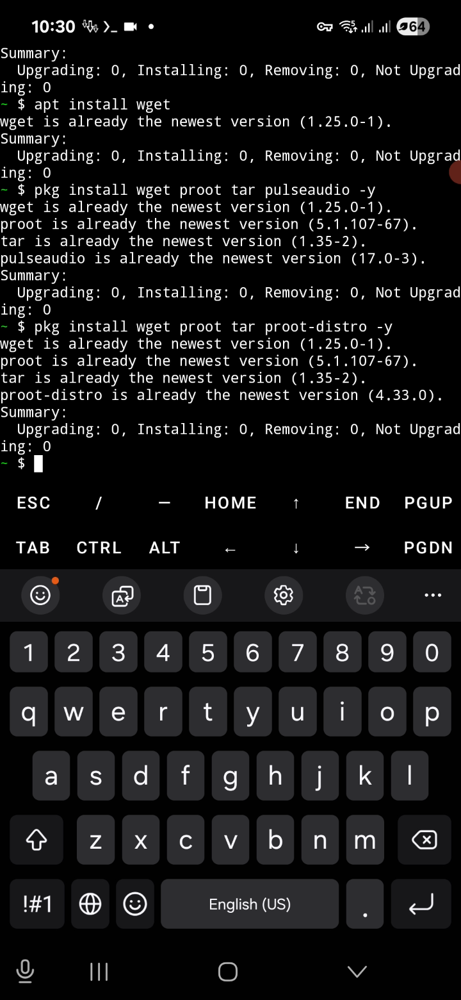 10:30
64
Summary:
  Upgrading: 0, Installing: 0, Removing: 0, Not Upgrad
ing: 0
~ $ apt install wget
wget is already the newest version (1.25.0-1).
Summary:
  Upgrading: 0, Installing: 0, Removing: 0, Not Upgrad
ing: 0
~ $ pkg install wget proot tar pulseaudio -y
wget is already the newest version (1.25.0-1).
proot is already the newest version (5.1.107-67).
tar is already the newest version (1.35-2).
pulseaudio is already the newest version (17.0-3).
Summary:
  Upgrading: 0, Installing: 0, Removing: 0, Not Upgrad
ing: 0
~ $ pkg install wget proot tar proot-distro -y
wget is already the newest version (1.25.0-1).
proot is already the newest version (5.1.107-67).
tar is already the newest version (1.35-2).
proot-distro is already the newest version (4.33.0).
Summary:
  Upgrading: 0, Installing: 0, Removing: 0, Not Upgrad
ing: 0
~ $
ESC / — HOME ↑ END PGUP
TAB CTRL ALT ← ↓ → PGDN
1 2 3 4 5 6 7 8 9 0
q w e r t y u i o p
a s d f g h j k l
z x c v b n m
!#1 English (US) .